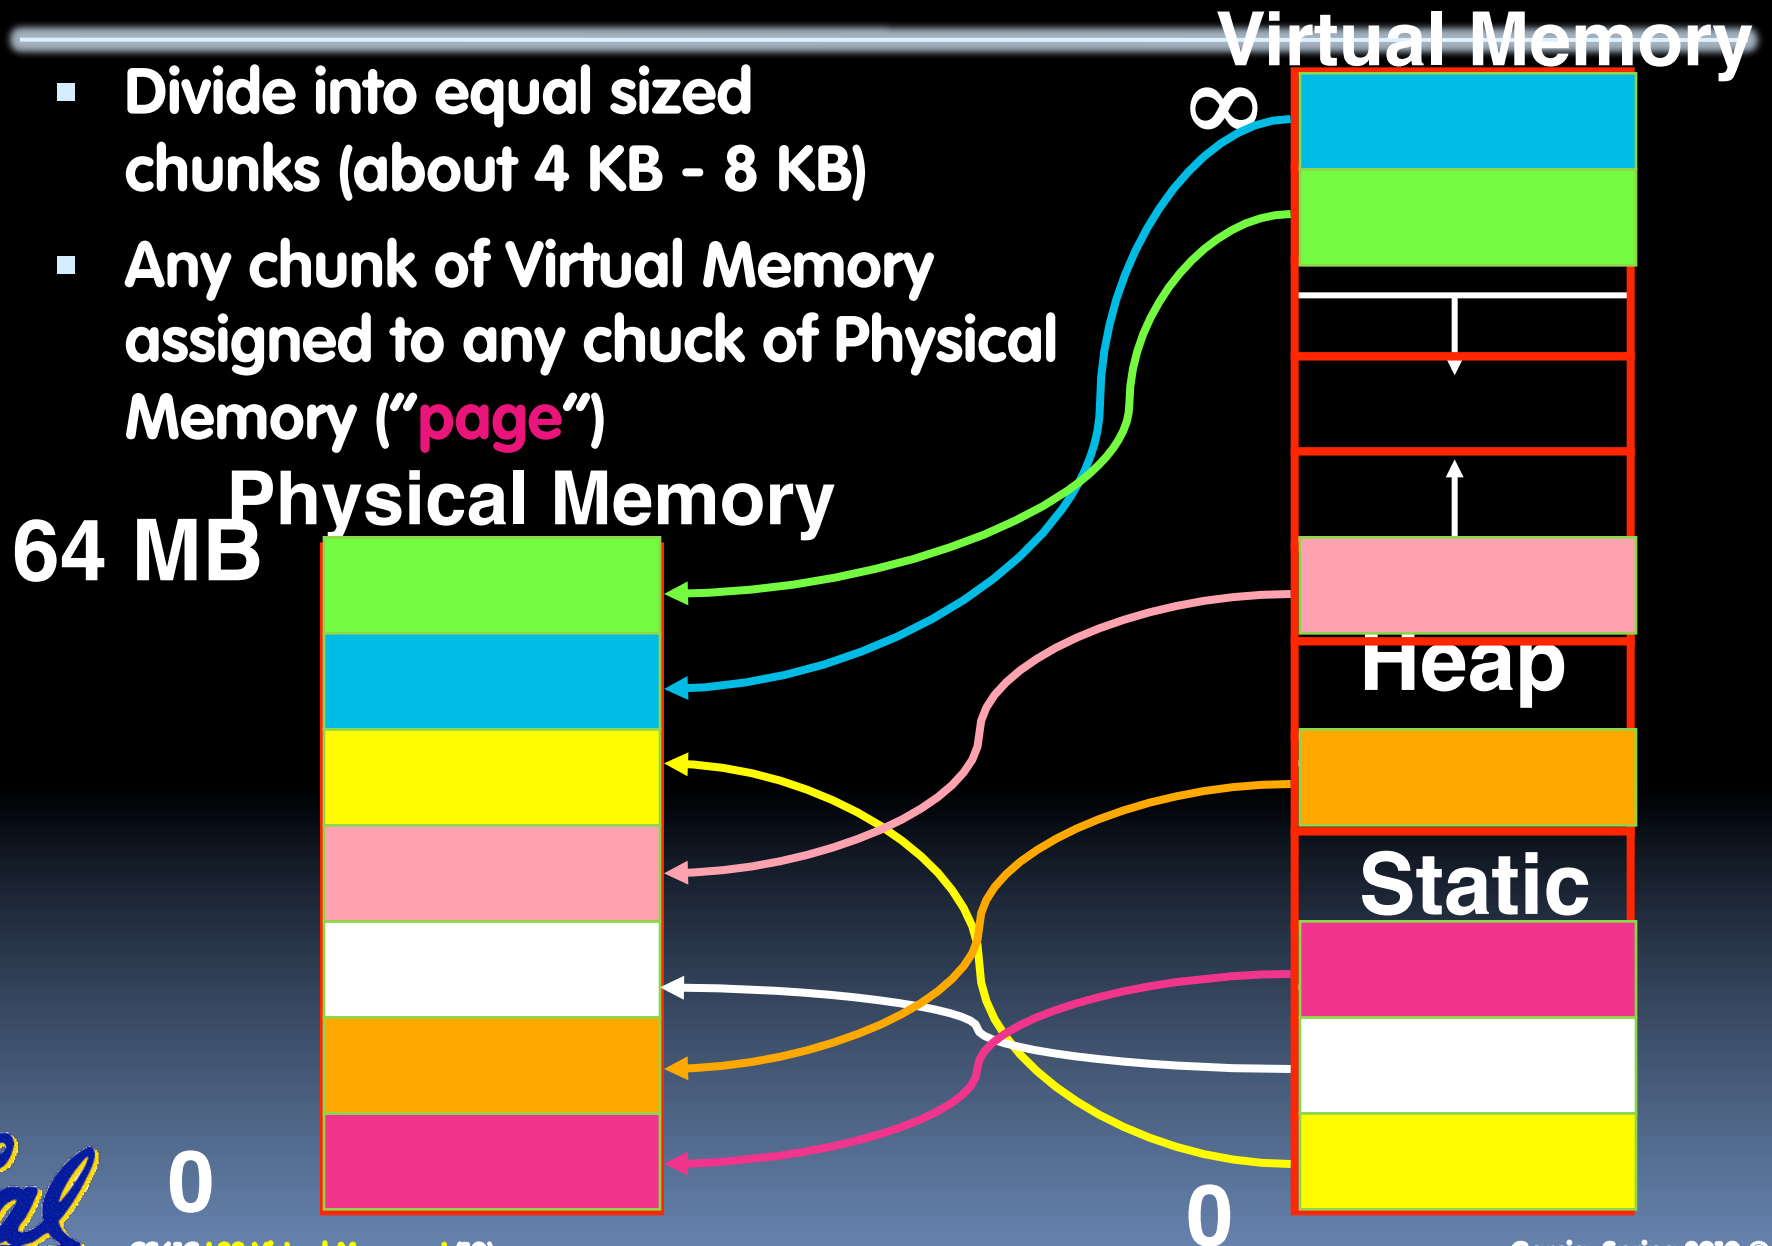 Virtual Memory
Divide into equal sized
chunks (about 4 KB - 8 KB)
∞
Any chunk of Virtual Memory
assigned to any chuck of Physical
Memory (“page”)
Physical Memory
64 MB
Heap
Static
0
0